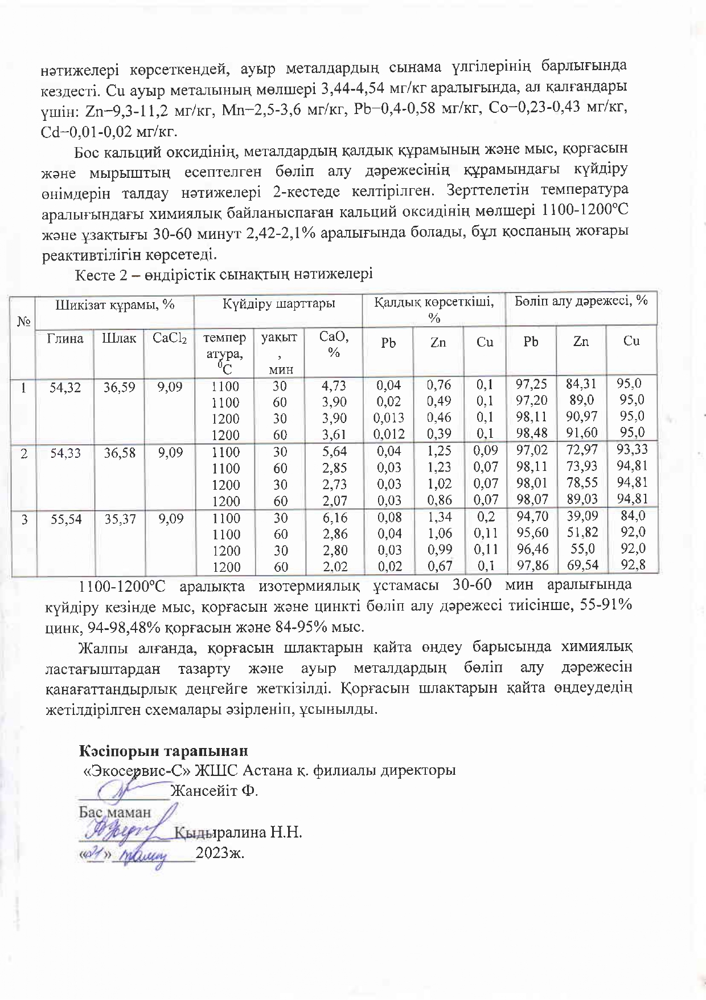 нәтижелері көрсеткендей, ауыр металдардың сынама үлгілерінің барлығында
кездесті. Cu ауыр металының мөлшері 3,44-4,54 мг/кг аралығында, ал қалғандары
үшін: Zn–9,3-11,2 мг/кг, Mn–2,5-3,6 мг/кг, Pb–0,4-0,58 мг/кг, Co–0,23-0,43 мг/кг,
Cd–0,01-0,02 мг/кг.
Бос кальций оксидінің, металдардың қалдық құрамының және мыс, қорғасын
және мырыштың есептелген бөліп алу дәрежесінің құрамындағы күйдіру
өнімдерін талдау нәтижелері 2-кестеде келтірілген. Зерттелетін температура
аралығындағы химиялық байланыспаған кальций оксидінің мөлшері 1100-1200°С
және ұзақтығы 30-60 минут 2,42-2,1% аралығында болады, бұл қоспаның жоғары
реактивтілігін көрсетеді.
Кесте 2 – өндірістік сынақтың нәтижелері
№ Шикізат құрамы, % Күйдіру шарттары Қалдық көрсеткіші, % Бөліп алу дәрежесі, %
Глина Шлак CaCl₂ температура, ⁰С уақыт, мин CaO, % Pb Zn Cu Pb Zn Cu
1 54,32 36,59 9,09 1100 30 4,73 0,04 0,76 0,1 97,25 84,31 95,0
1100 60 3,90 0,02 0,49 0,1 97,20 89,0 95,0
1200 30 3,90 0,013 0,46 0,1 98,11 90,97 95,0
1200 60 3,61 0,012 0,39 0,1 98,48 91,60 95,0
2 54,33 36,58 9,09 1100 30 5,64 0,04 1,25 0,09 97,02 72,97 93,33
1100 60 2,85 0,03 1,23 0,07 98,11 73,93 94,81
1200 30 2,73 0,03 1,02 0,07 98,01 78,55 94,81
1200 60 2,07 0,03 0,86 0,07 98,07 89,03 94,81
3 55,54 35,37 9,09 1100 30 6,16 0,08 1,34 0,2 94,70 39,09 84,0
1100 60 2,86 0,04 1,06 0,11 95,60 51,82 92,0
1200 30 2,80 0,03 0,99 0,11 96,46 55,0 92,0
1200 60 2,02 0,02 0,67 0,1 97,86 69,54 92,8
1100-1200°С аралықта изотермиялық ұстамасы 30-60 мин аралығында
күйдіру кезінде мыс, қорғасын және цинкті бөліп алу дәрежесі тиісінше, 55-91%
цинк, 94-98,48% қорғасын және 84-95% мыс.
Жалпы алғанда, қорғасын шлактарын қайта өңдеу барысында химиялық
ластағыштардан тазарту және ауыр металдардың бөліп алу дәрежесін
қанағаттандырлық деңгейге жеткізілді. Қорғасын шлактарын қайта өңдеудедің
жетілдірілген схемалары әзірленіп, ұсынылды.
Кәсіпорын тарапынан
«Экосервис-С» ЖШС Астана қ. филиалы директоры
Жансейіт Ф.
Бас маман
Қыдыралина Н.Н.
«21» 2023ж.